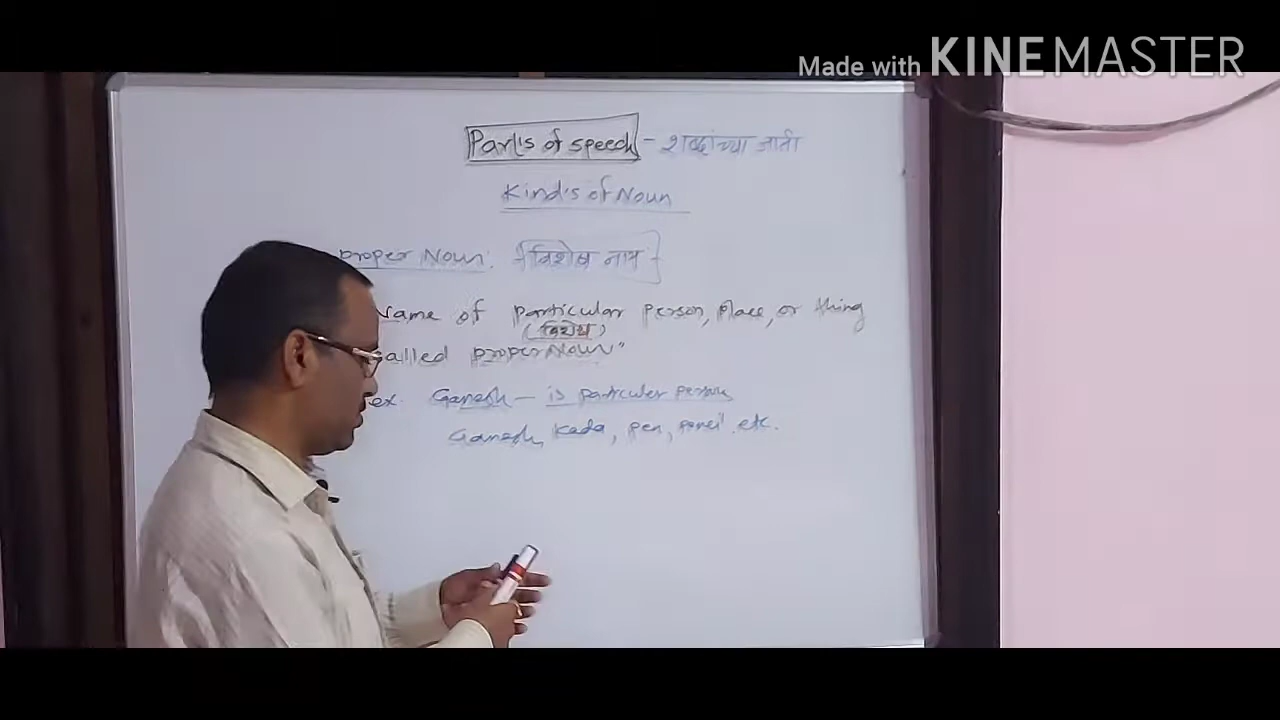 Made with KINEMASTER
Parts of speech - शब्दांच्या जाती
Kinds of Noun
proper Noun: {विशेष नाम}
Name of particular person, place, or thing
(विशेष)
called proper Noun"
ex. Ganesh - is particular person
Ganesh, Kada, pen, pencil etc.